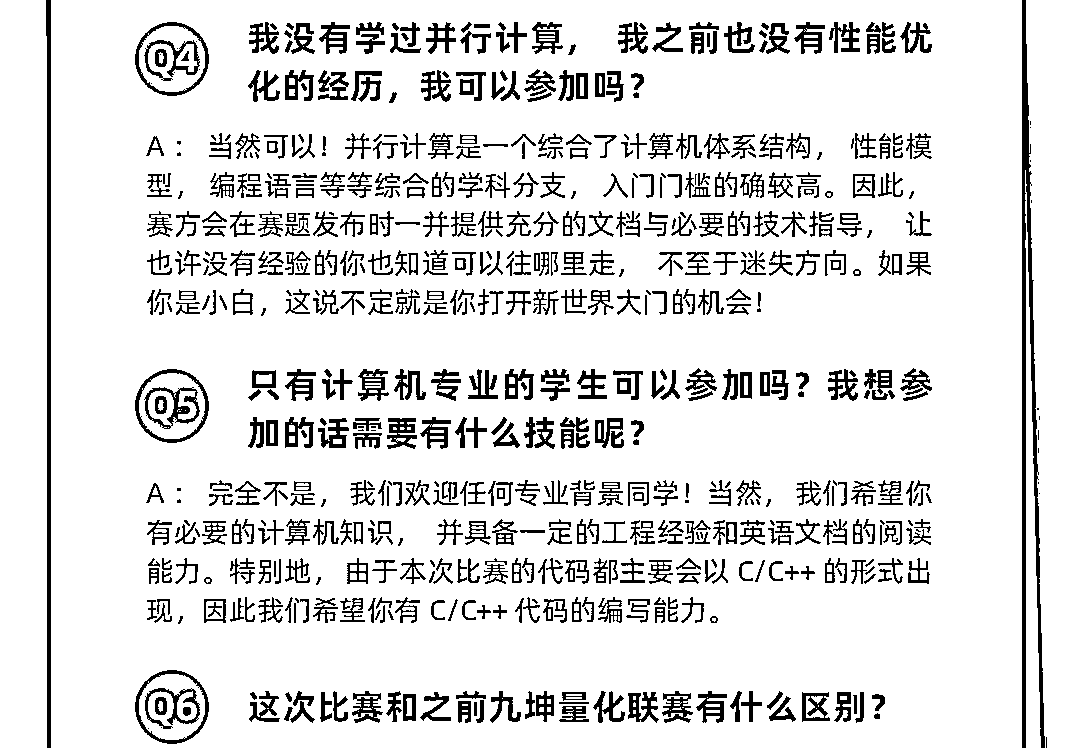 Q4
我没有学过并行计算， 我之前也没有性能优
化的经历，我可以参加吗？
A： 当然可以！并行计算是一个综合了计算机体系结构， 性能模
型， 编程语言等等综合的学科分支， 入门门槛的确较高。因此，
赛方会在赛题发布时一并提供充分的文档与必要的技术指导， 让
也许没有经验的你也知道可以往哪里走， 不至于迷失方向。如果
你是小白，这说不定就是你打开新世界大门的机会！
Q5
只有计算机专业的学生可以参加吗？我想参
加的话需要有什么技能呢？
A： 完全不是， 我们欢迎任何专业背景同学！当然， 我们希望你
有必要的计算机知识， 并具备一定的工程经验和英语文档的阅读
能力。特别地， 由于本次比赛的代码都主要会以 C/C++ 的形式出
现，因此我们希望你有 C/C++ 代码的编写能力。
Q6
这次比赛和之前九坤量化联赛有什么区别？